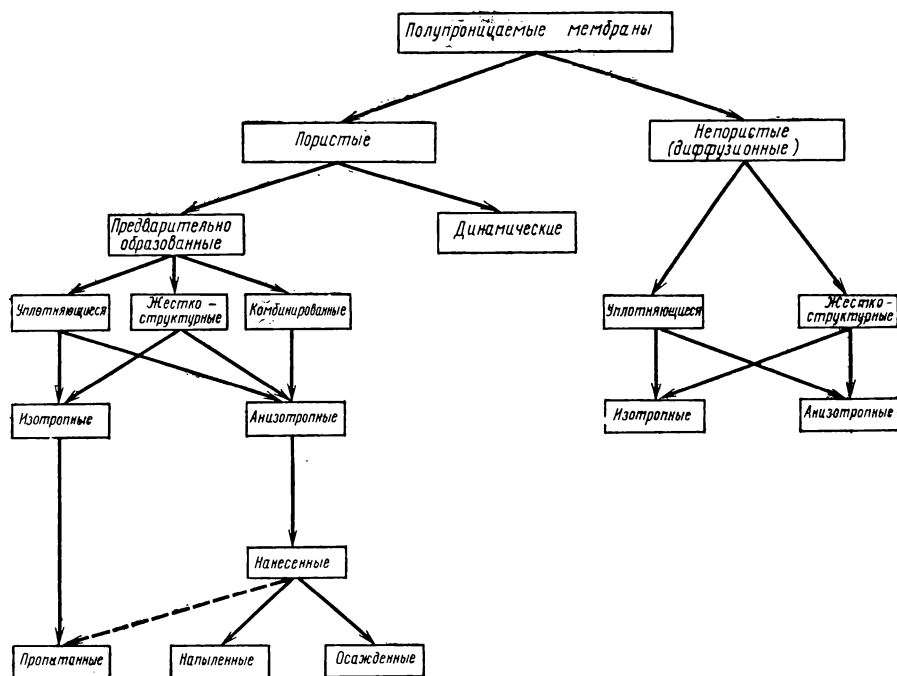 Полупроницаемые мембраны
Пористые
Непористые
(диффузионные)
Предварительно
образованные
Динамические
Уплотняющиеся
Жестко-
структурные
Комбинированные
Уплотняющиеся
Жестко-
структурные
Изотропные
Анизотропные
Изотропные
Анизотропные
Нанесенные
Пропитанные
Напыленные
Осажденные